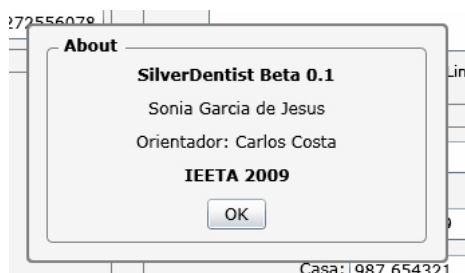 272556078
About
SilverDentist Beta 0.1
Lin
Sonia Garcia de Jesus
Orientador: Carlos Costa
IEETA 2009
OK
Casa: 987 654321